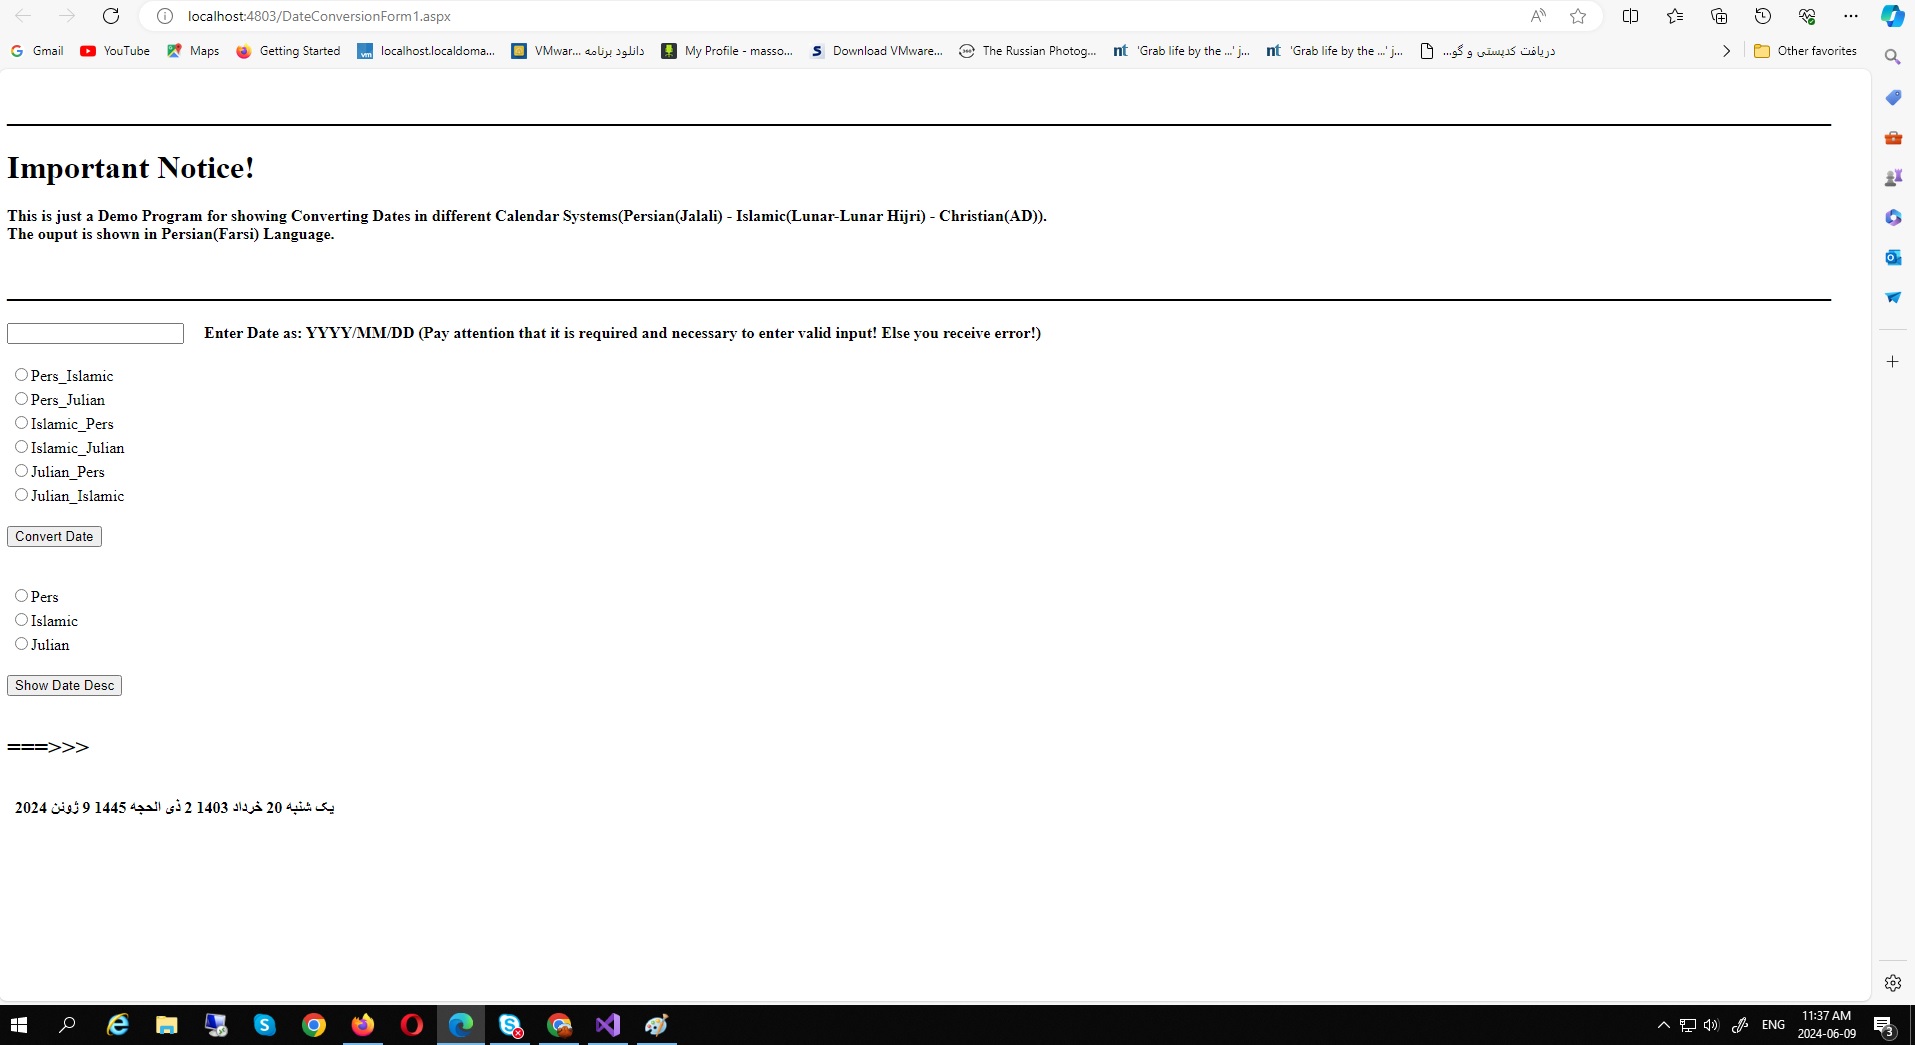 localhost:4803/DateConversionForm1.aspx
Gmail
YouTube
Maps
Getting Started
localhost.localdoma...
VMwar... دانلود برنامه
My Profile - masso...
Download VMware...
The Russian Photog...
'Grab life by the ...' j...
'Grab life by the ...' j...
دریافت کدپستی و گو...
Other favorites
Important Notice!
This is just a Demo Program for showing Converting Dates in different Calendar Systems(Persian(Jalali) - Islamic(Lunar-Lunar Hijri) - Christian(AD)).
The ouput is shown in Persian(Farsi) Language.
Enter Date as: YYYY/MM/DD (Pay attention that it is required and necessary to enter valid input! Else you receive error!)
Pers_Islamic
Pers_Julian
Islamic_Pers
Islamic_Julian
Julian_Pers
Julian_Islamic
Convert Date
Pers
Islamic
Julian
Show Date Desc
===>>>
یک شنبه 20 خرداد 1403 2 ذی الحجه 1445 9 ژوئن 2024
ENG
11:37 AM
2024-06-09
3